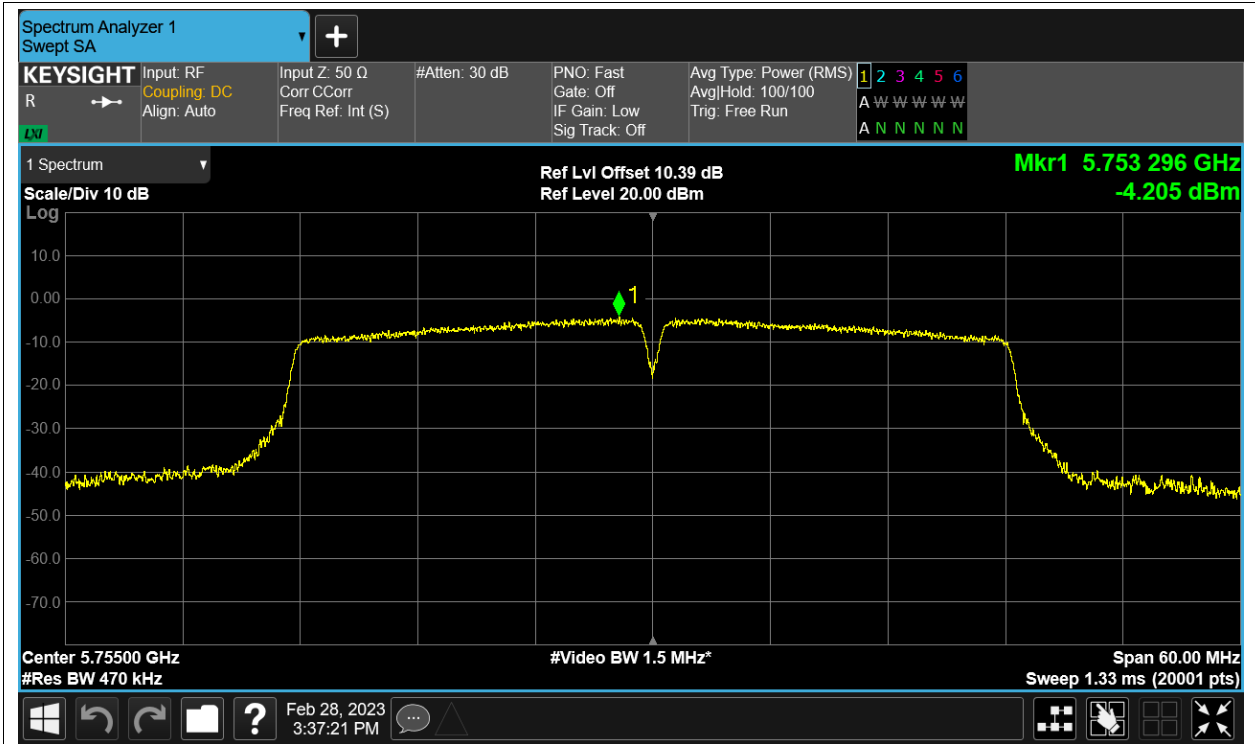 Spectrum Analyzer 1
Swept SA
KEYSIGHT
R
LXI
Input: RF
Coupling: DC
Align: Auto
Input Z: 50 Ω
Corr CCorr
Freq Ref: Int (S)
#Atten: 30 dB
PNO: Fast
Gate: Off
IF Gain: Low
Sig Track: Off
Avg Type: Power (RMS)
Avg|Hold: 100/100
Trig: Free Run
1 2 3 4 5 6
A W W W W W
A N N N N N
1 Spectrum
Scale/Div 10 dB
Log
Ref Lvl Offset 10.39 dB
Ref Level 20.00 dBm
Mkr1 5.753 296 GHz
-4.205 dBm
10.0
0.00
-10.0
-20.0
-30.0
-40.0
-50.0
-60.0
-70.0
1
Center 5.75500 GHz
#Res BW 470 kHz
#Video BW 1.5 MHz*
Span 60.00 MHz
Sweep 1.33 ms (20001 pts)
?
Feb 28, 2023
3:37:21 PM